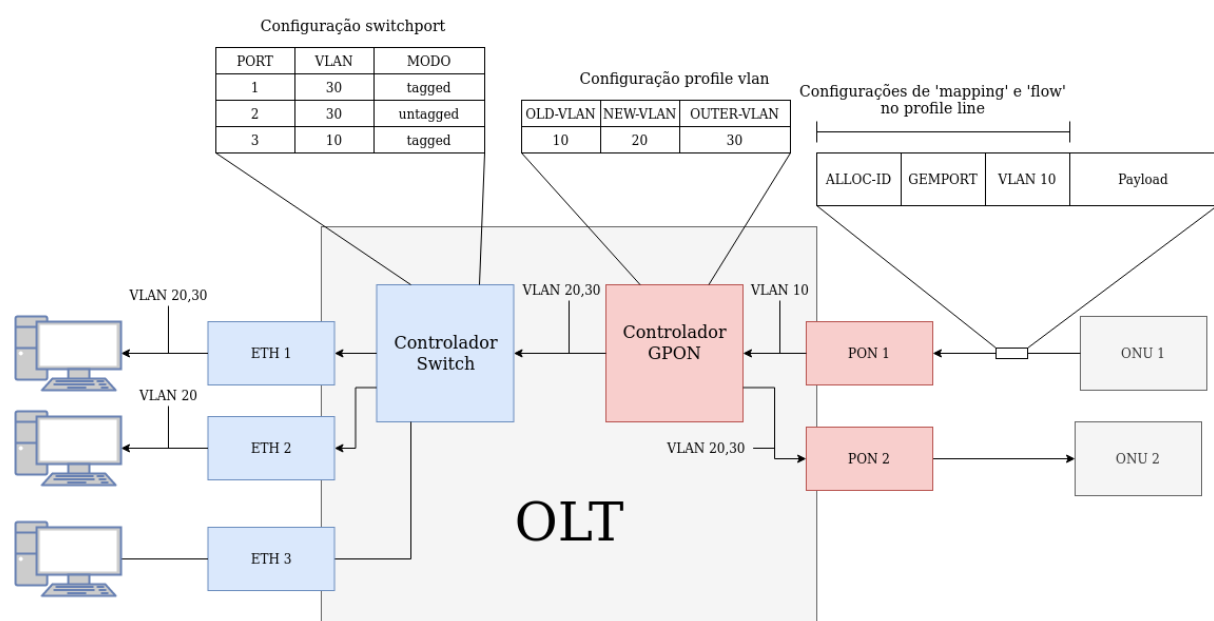 Configuração switchport
PORT VLAN MODO
1 30 tagged
2 30 untagged
3 10 tagged
Configuração profile vlan
OLD-VLAN NEW-VLAN OUTER-VLAN
10 20 30
Configurações de 'mapping' e 'flow'
no profile line
ALLOC-ID GEMPORT VLAN 10 Payload
VLAN 20,30
ETH 1
Controlador
Switch
VLAN 20,30
Controlador
GPON
VLAN 10
PON 1
ONU 1
VLAN 20
ETH 2
VLAN 20,30
PON 2
ONU 2
ETH 3
OLT